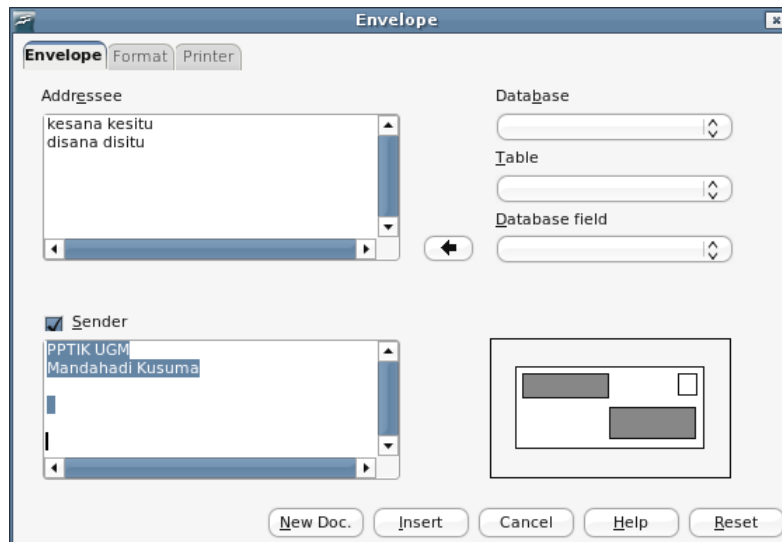 Envelope
Envelope Format Printer
Addressee
kesana kesitu
disana disitu
Database
Table
Database field
Sender
PPTIK UGM
Mandahadi Kusuma
New Doc. Insert Cancel Help Reset